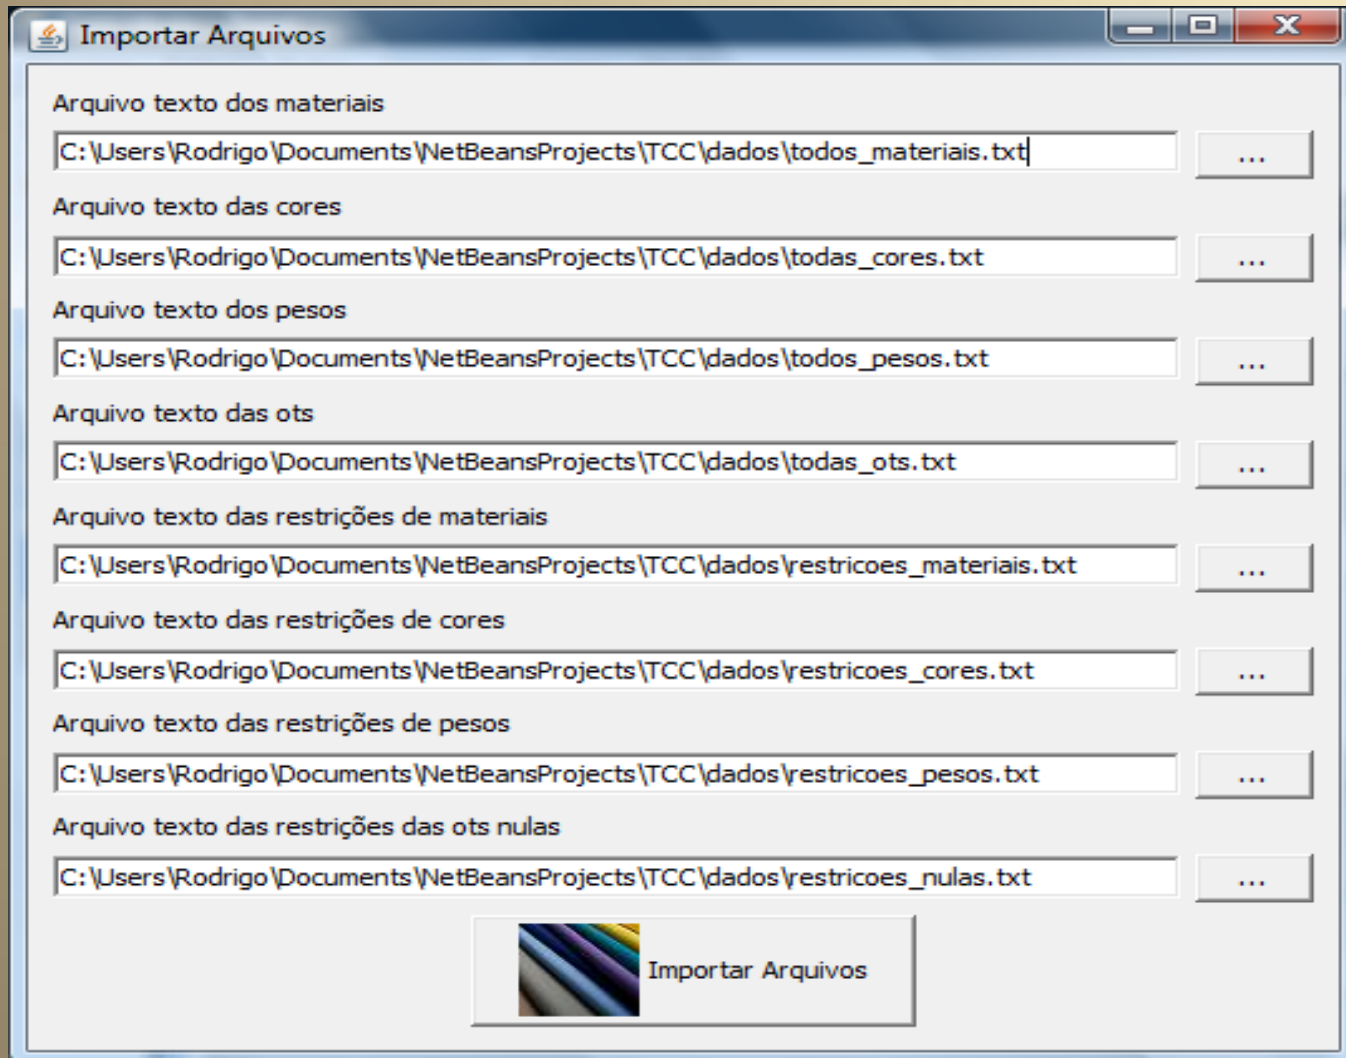 Importar Arquivos
Arquivo texto dos materiais
C:\Users\Rodrigo\Documents\NetBeansProjects\TCC\dados\todos_materiais.txt
...
Arquivo texto das cores
C:\Users\Rodrigo\Documents\NetBeansProjects\TCC\dados\todas_cores.txt
...
Arquivo texto dos pesos
C:\Users\Rodrigo\Documents\NetBeansProjects\TCC\dados\todos_pesos.txt
...
Arquivo texto das ots
C:\Users\Rodrigo\Documents\NetBeansProjects\TCC\dados\todas_ots.txt
...
Arquivo texto das restrições de materiais
C:\Users\Rodrigo\Documents\NetBeansProjects\TCC\dados\restricoes_materiais.txt
...
Arquivo texto das restrições de cores
C:\Users\Rodrigo\Documents\NetBeansProjects\TCC\dados\restricoes_cores.txt
...
Arquivo texto das restrições de pesos
C:\Users\Rodrigo\Documents\NetBeansProjects\TCC\dados\restricoes_pesos.txt
...
Arquivo texto das restrições das ots nulas
C:\Users\Rodrigo\Documents\NetBeansProjects\TCC\dados\restricoes_nulas.txt
...
Importar Arquivos